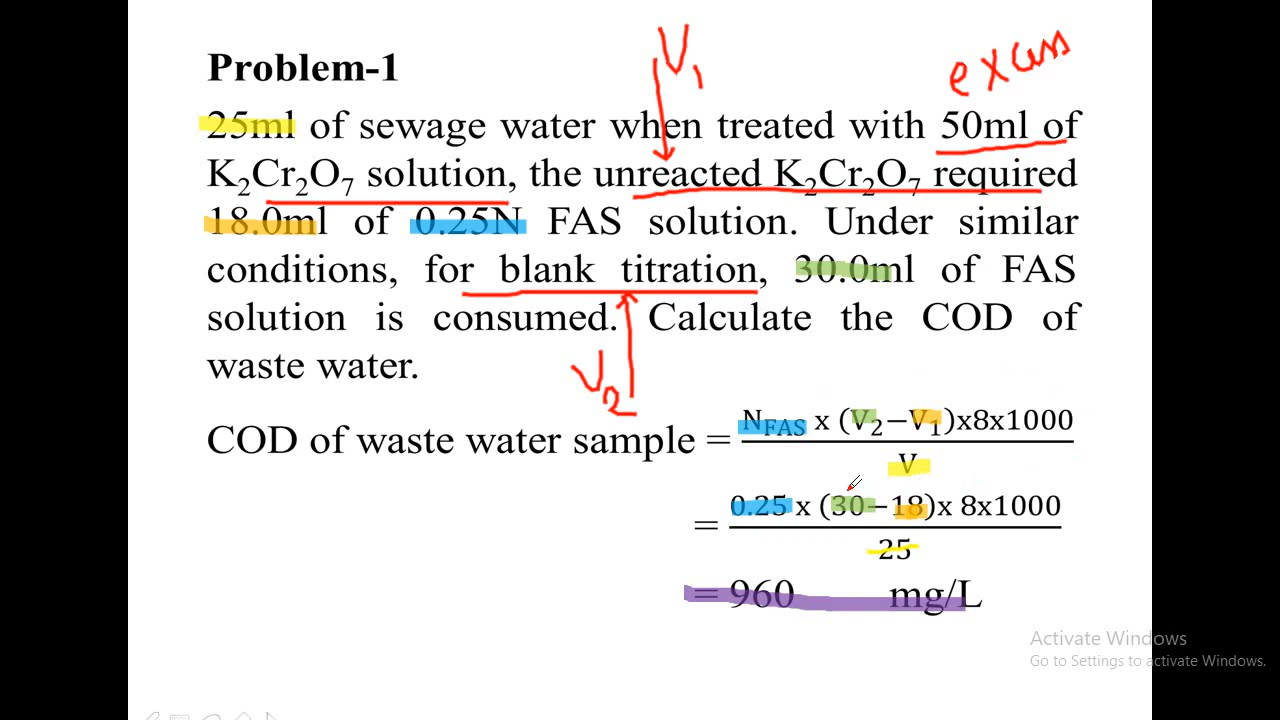 V₁
excess
Problem-1
25ml of sewage water when treated with 50ml of
K₂Cr₂O₇ solution, the unreacted K₂Cr₂O₇ required
18.0ml of 0.25N FAS solution. Under similar
conditions, for blank titration, 30.0ml of FAS
solution is consumed. Calculate the COD of
waste water.
V₂
COD of waste water sample = N_FAS x (V₂−V₁)x8x1000
V
= 0.25 x (30−18)x 8x1000
25
= 960 mg/L
Activate Windows
Go to Settings to activate Windows.